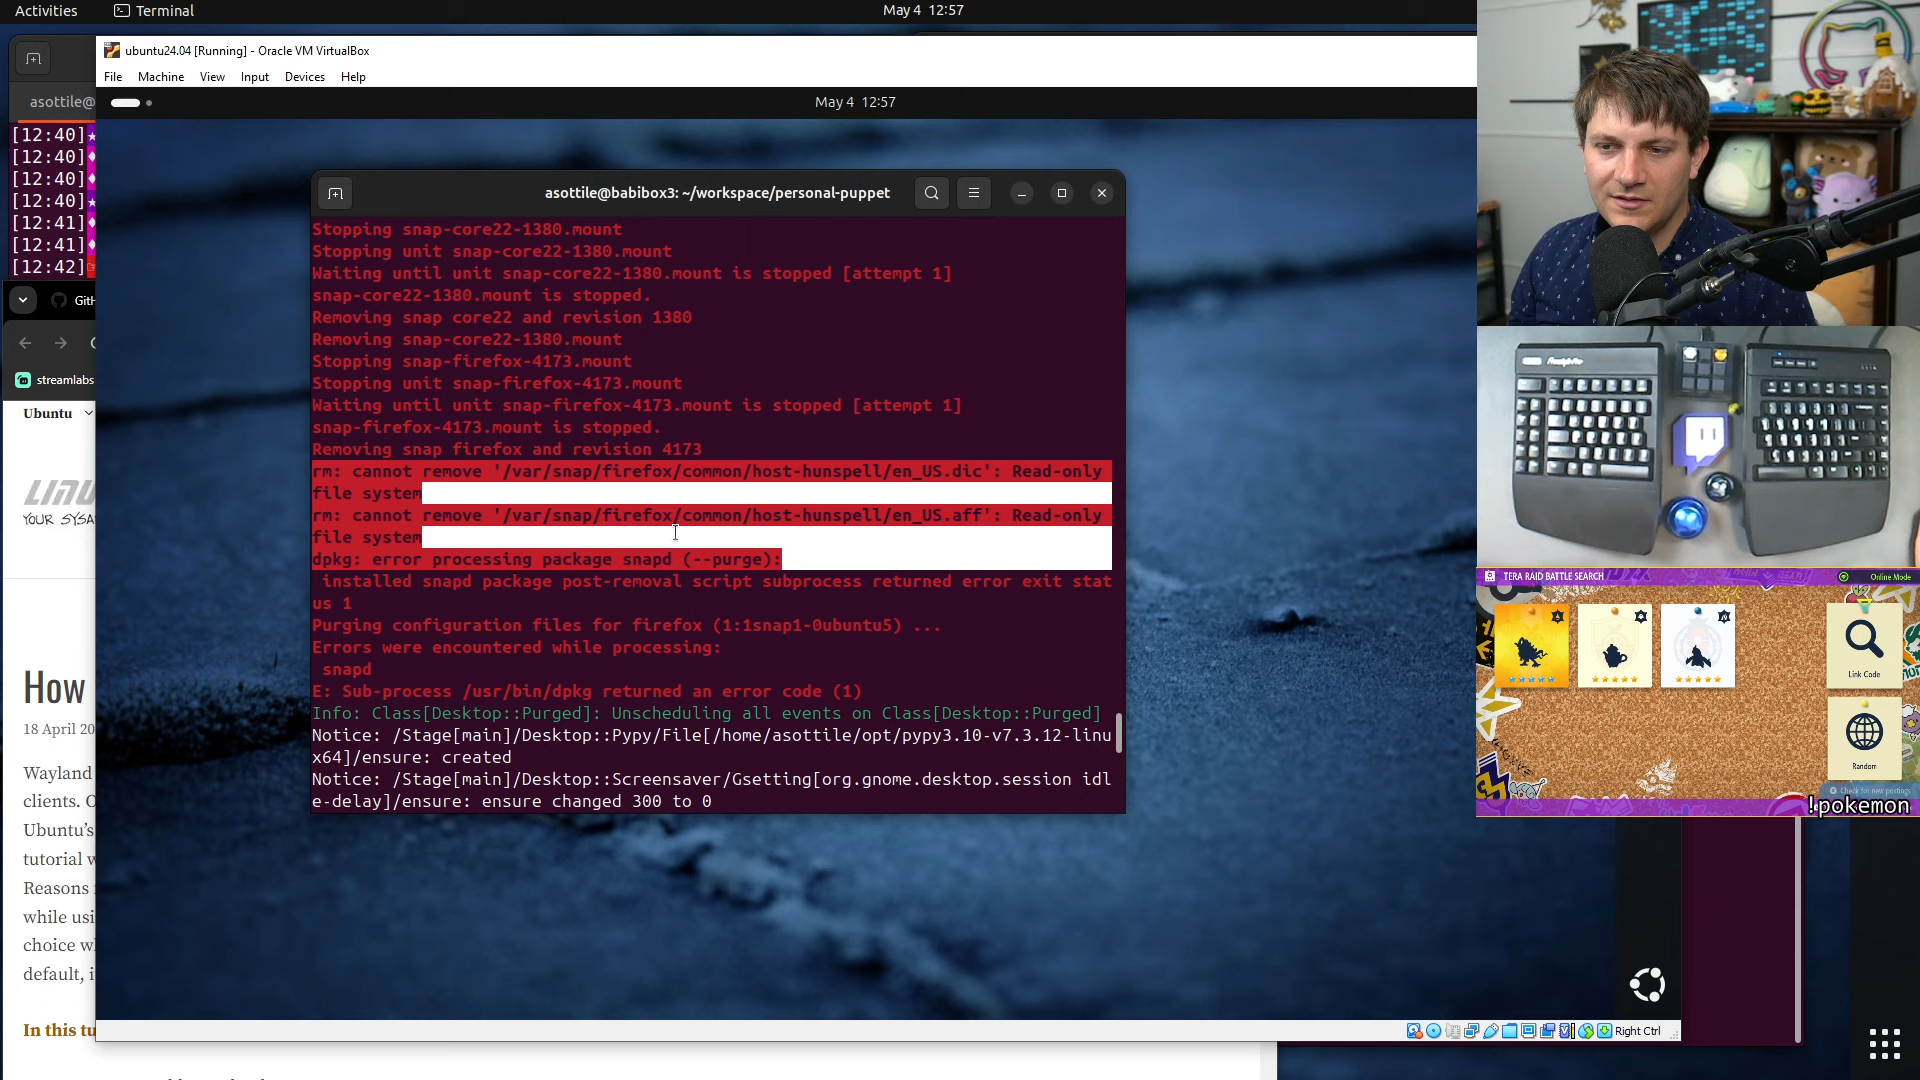 Activities
Terminal
May 4 12:57
ubuntu24.04 [Running] - Oracle VM VirtualBox
File Machine View Input Devices Help
asottile@
May 4 12:57
[12:40]
[12:40]
[12:40]
[12:40]
[12:41]
[12:41]
[12:42]
asottile@babibox3: ~/workspace/personal-puppet
Stopping snap-core22-1380.mount
Stopping unit snap-core22-1380.mount
Waiting until unit snap-core22-1380.mount is stopped [attempt 1]
snap-core22-1380.mount is stopped.
Removing snap core22 and revision 1380
Removing snap-core22-1380.mount
Stopping snap-firefox-4173.mount
Stopping unit snap-firefox-4173.mount
Waiting until unit snap-firefox-4173.mount is stopped [attempt 1]
snap-firefox-4173.mount is stopped.
Removing snap firefox and revision 4173
rm: cannot remove '/var/snap/firefox/common/host-hunspell/en_US.dic': Read-only
file system
rm: cannot remove '/var/snap/firefox/common/host-hunspell/en_US.aff': Read-only
file system
dpkg: error processing package snapd (--purge):
installed snapd package post-removal script subprocess returned error exit stat
us 1
Purging configuration files for firefox (1:1snap1-0ubuntu5) ...
Errors were encountered while processing:
snapd
E: Sub-process /usr/bin/dpkg returned an error code (1)
Info: Class[Desktop::Purged]: Unscheduling all events on Class[Desktop::Purged]
Notice: /Stage[main]/Desktop::Pypy/File[/home/asottile/opt/pypy3.10-v7.3.12-linu
x64]/ensure: created
Notice: /Stage[main]/Desktop::Screensaver/Gsetting[org.gnome.desktop.session idl
e-delay]/ensure: ensure changed 300 to 0
GitH
streamlabs
Ubuntu
YOUR SYSA
How
18 April 20
Wayland
clients. O
Ubuntu's
tutorial w
Reasons
while usi
choice w
default, i
In this tu
Right Ctrl
TERA RAID BATTLE SEARCH
Online Mode
Link Code
Random
Check for new postings
!pokemon